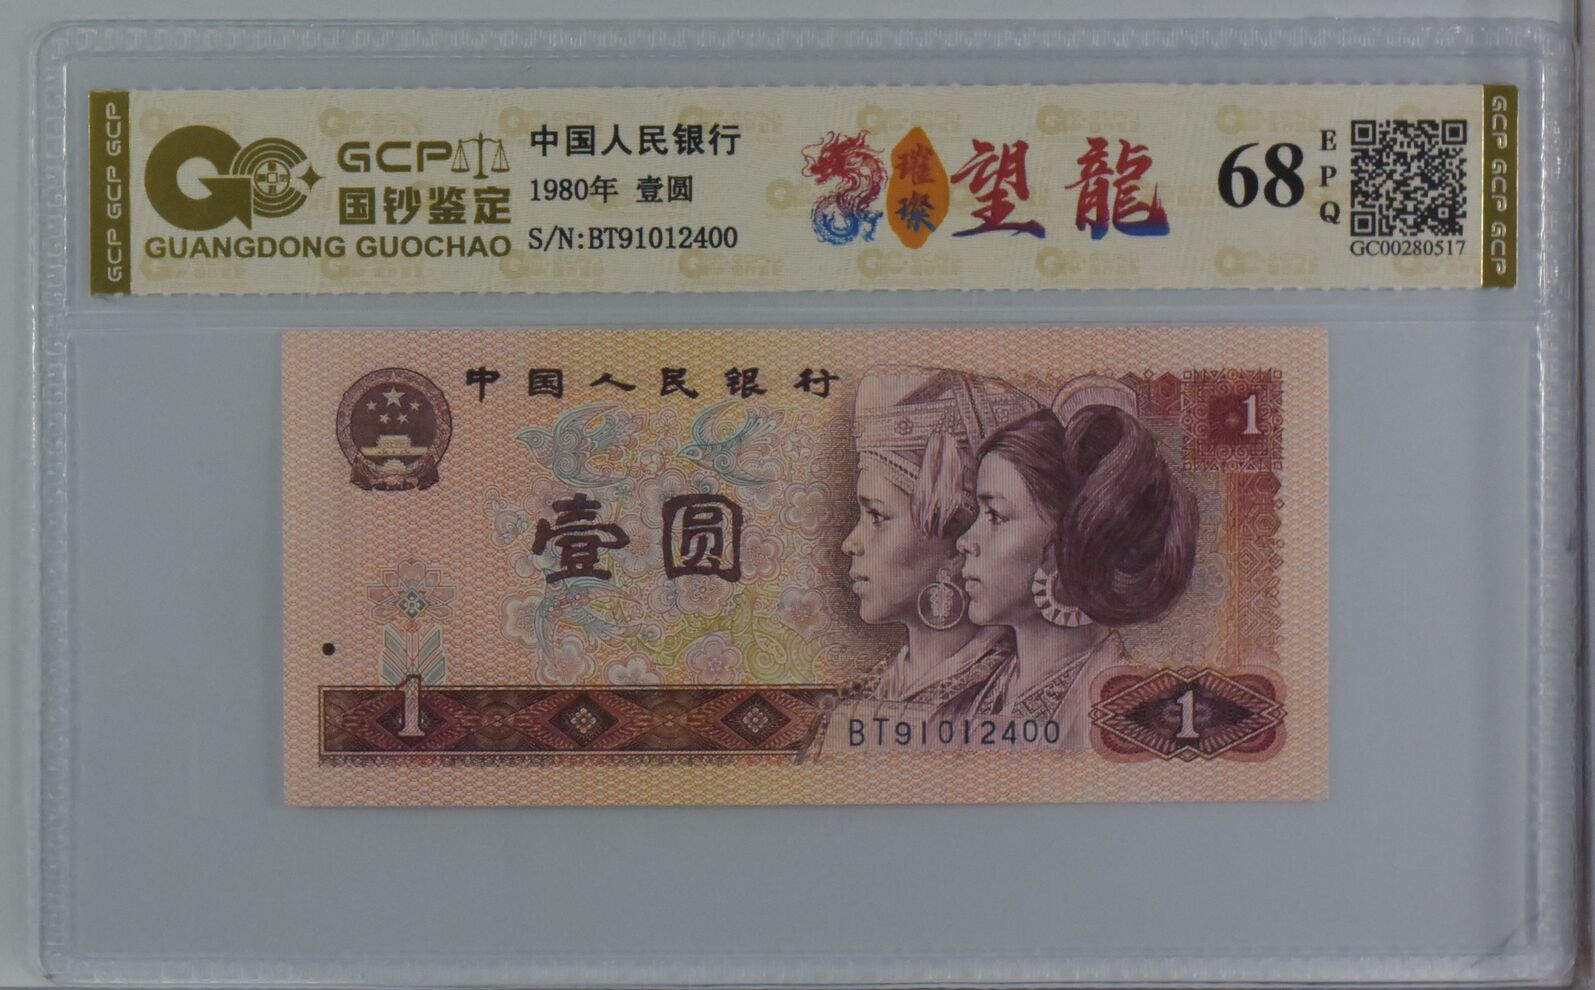 GCP GCP GCP
GCP
国钞鉴定
GUANGDONG GUOCHAO
中国人民银行
1980年 壹圆
S/N:BT91012400
璀璨
望龍
68
EPQ
GC00280517
GCP GCP GCP
中国人民银行
1
壹圆
1
BT91012400
1